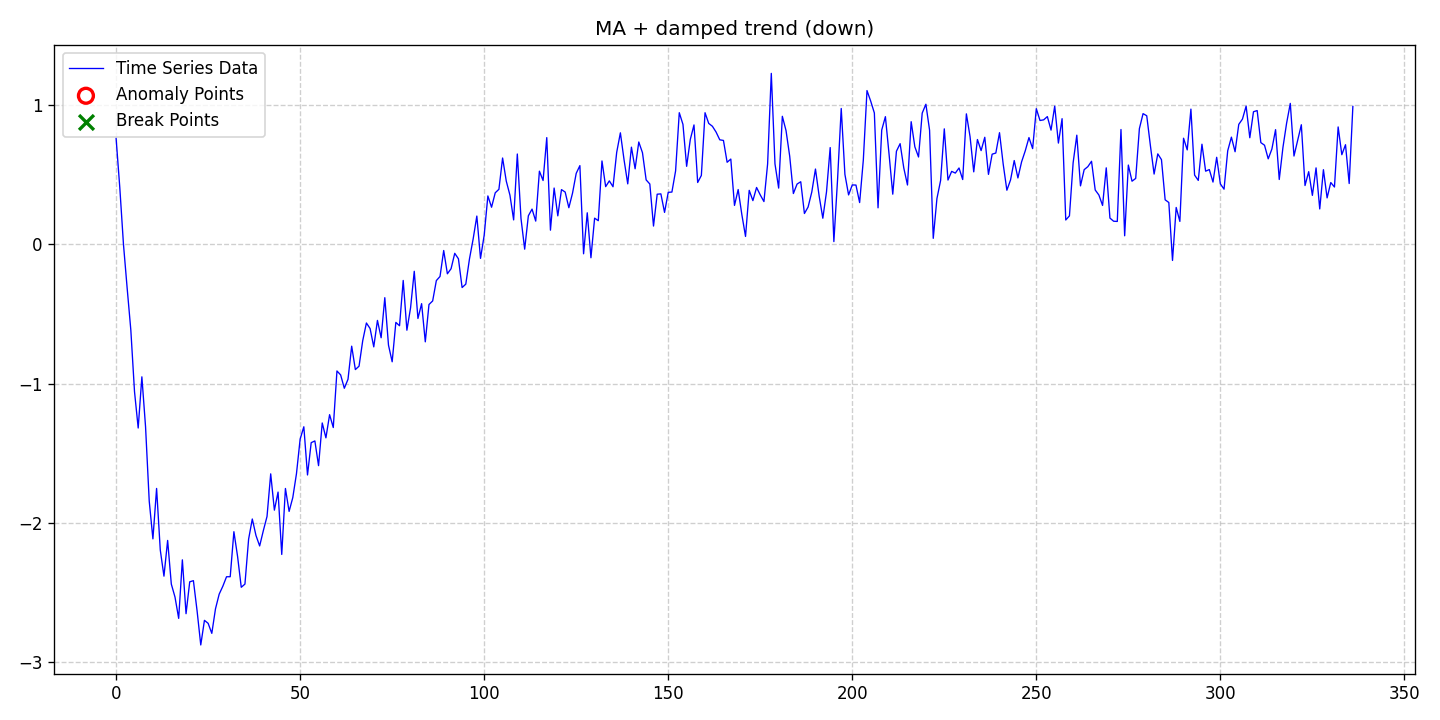 MA + damped trend (down)
Time Series Data
Anomaly Points
Break Points
1
0
−1
−2
−3
0 50 100 150 200 250 300 350